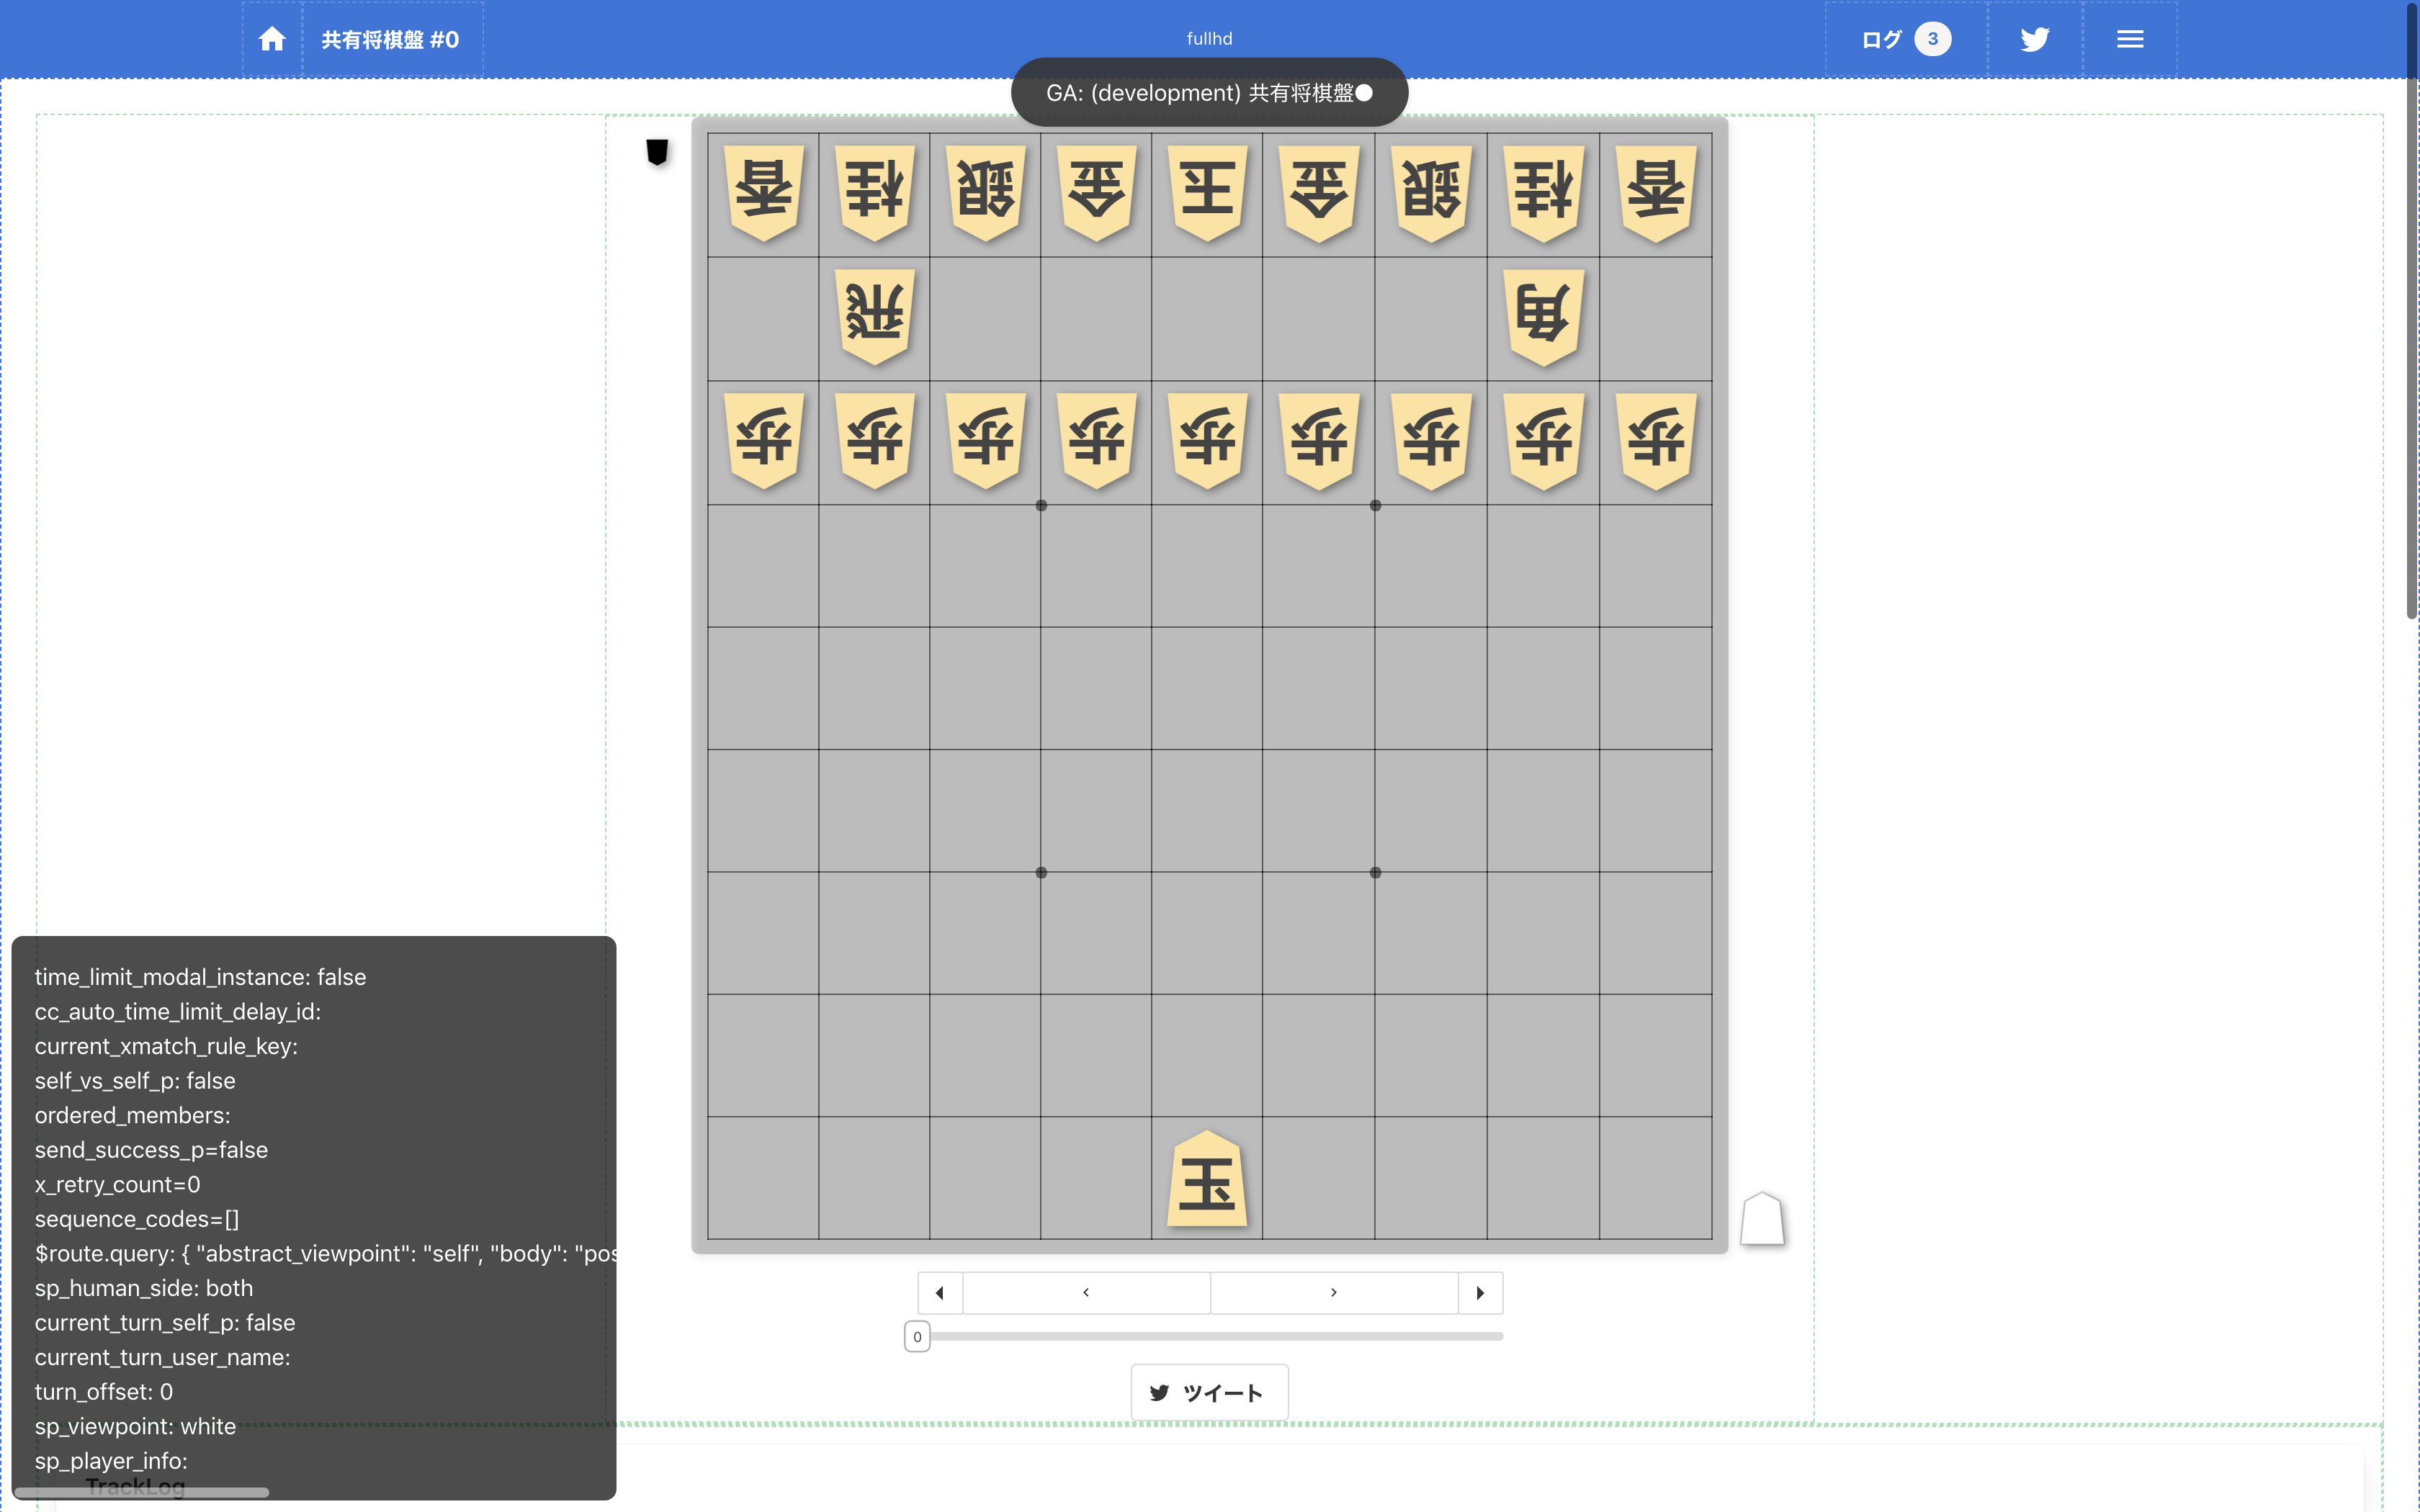 共有将棋盤 #0
fullhd
ログ 3
GA: (development) 共有将棋盤
香 桂 銀 金 玉 金 銀 桂 香
飛 角
歩 歩 歩 歩 歩 歩 歩 歩 歩
玉
time_limit_modal_instance: false
cc_auto_time_limit_delay_id:
current_xmatch_rule_key:
self_vs_self_p: false
ordered_members:
send_success_p=false
x_retry_count=0
sequence_codes=[]
$route.query: { "abstract_viewpoint": "self", "body": "pos
sp_human_side: both
current_turn_self_p: false
current_turn_user_name:
turn_offset: 0
sp_viewpoint: white
sp_player_info:
0
ツイート
TrackLog